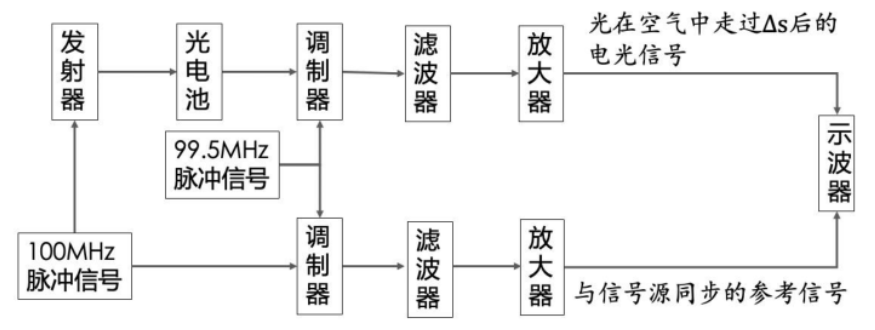 发射器
光电池
调制器
滤波器
放大器
光在空气中走过Δs后的
电光信号
99.5MHz
脉冲信号
示波器
100MHz
脉冲信号
调制器
滤波器
放大器
与信号源同步的参考信号